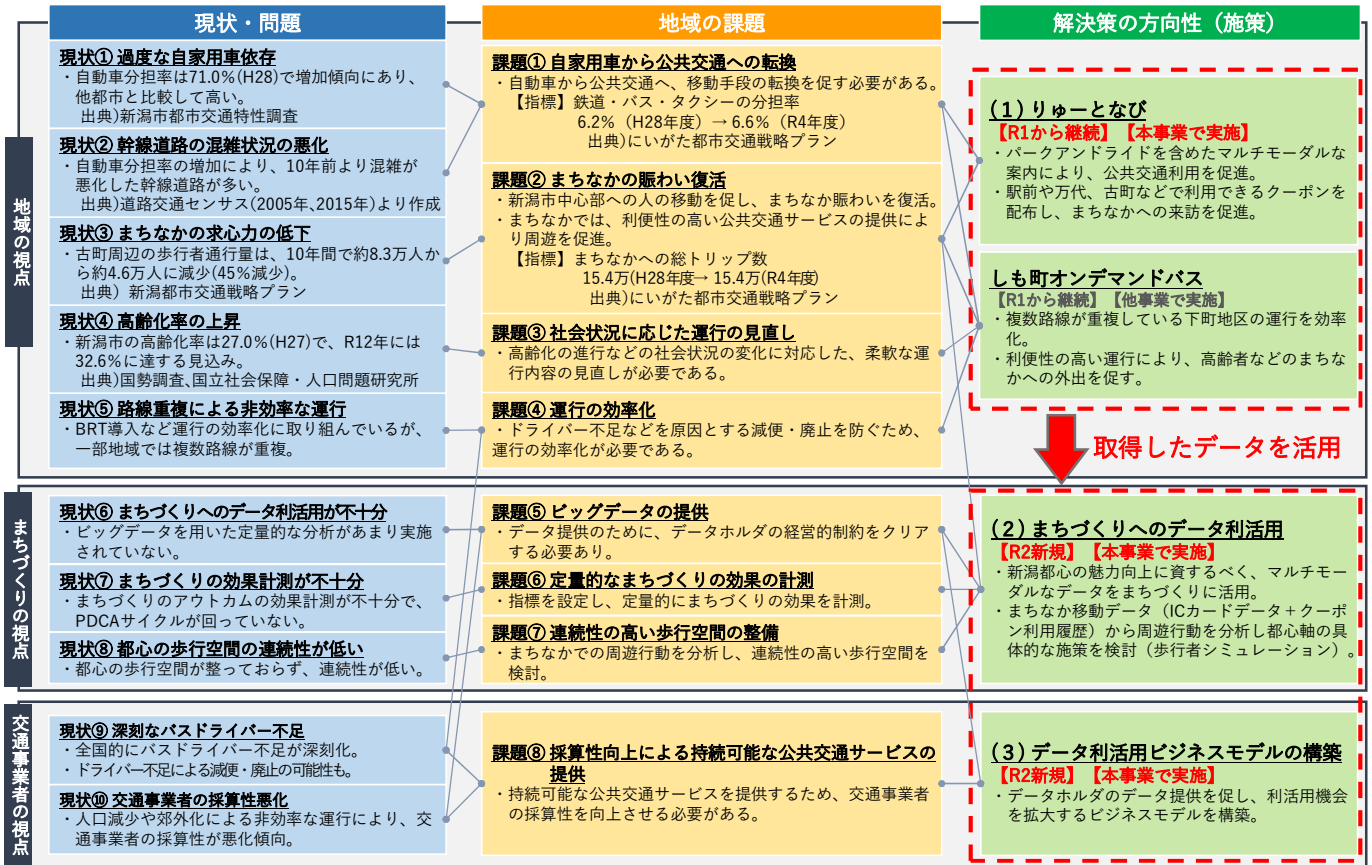 現状・問題
地域の課題
解決策の方向性（施策）
地域の視点
現状① 過度な自家用車依存
・自動車分担率は71.0%(H28)で増加傾向にあり、
他都市と比較して高い。
出典)新潟市都市交通特性調査
現状② 幹線道路の混雑状況の悪化
・自動車分担率の増加により、10年前より混雑が
悪化した幹線道路が多い。
出典)道路交通センサス(2005年、2015年)より作成
現状③ まちなかの求心力の低下
・古町周辺の歩行者通行量は、10年間で約8.3万人か
ら約4.6万人に減少(45%減少)。
出典）新潟都市交通戦略プラン
現状④ 高齢化率の上昇
・新潟市の高齢化率は27.0%(H27)で、R12年には
32.6%に達する見込み。
出典)国勢調査、国立社会保障・人口問題研究所
現状⑤ 路線重複による非効率な運行
・BRT導入など運行の効率化に取り組んでいるが、
一部地域では複数路線が重複。
課題① 自家用車から公共交通への転換
・自動車から公共交通へ、移動手段の転換を促す必要がある。
【指標】鉄道・バス・タクシーの分担率
6.2%（H28年度）→ 6.6%（R4年度）
出典)にいがた都市交通戦略プラン
課題② まちなかの賑わい復活
・新潟市中心部への人の移動を促し、まちなか賑わいを復活。
・まちなかでは、利便性の高い公共交通サービスの提供によ
り周遊を促進。
【指標】まちなかへの総トリップ数
15.4万(H28年度→ 15.4万(R4年度)
出典)にいがた都市交通戦略プラン
課題③ 社会状況に応じた運行の見直し
・高齢化の進行などの社会状況の変化に対応した、柔軟な運
行内容の見直しが必要である。
課題④ 運行の効率化
・ドライバー不足などを原因とする減便・廃止を防ぐため、
運行の効率化が必要である。
（1）りゅーとなび
【R1から継続】【本事業で実施】
・パークアンドライドを含めたマルチモーダルな
案内により、公共交通利用を促進。
・駅前や万代、古町などで利用できるクーポンを
配布し、まちなかへの来訪を促進。
しも町オンデマンドバス
【R1から継続】【他事業で実施】
・複数路線が重複している下町地区の運行を効率
化。
・利便性の高い運行により、高齢者などのまちな
かへの外出を促す。
取得したデータを活用
まちづくりの視点
現状⑥ まちづくりへのデータ利活用が不十分
・ビッグデータを用いた定量的な分析があまり実施
されていない。
現状⑦ まちづくりの効果計測が不十分
・まちづくりのアウトカムの効果計測が不十分で、
PDCAサイクルが回っていない。
現状⑧ 都心の歩行空間の連続性が低い
・都心の歩行空間が整っておらず、連続性が低い。
課題⑤ ビッグデータの提供
・データ提供のために、データホルダの経営的制約をクリア
する必要あり。
課題⑥ 定量的なまちづくりの効果の計測
・指標を設定し、定量的にまちづくりの効果を計測。
課題⑦ 連続性の高い歩行空間の整備
・まちなかでの周遊行動を分析し、連続性の高い歩行空間を
検討。
（2）まちづくりへのデータ利活用
【R2新規】【本事業で実施】
・新潟都心の魅力向上に資するべく、マルチモー
ダルなデータをまちづくりに活用。
・まちなか移動データ（ICカードデータ＋クーポ
ン利用履歴）から周遊行動を分析し都心軸の具
体的な施策を検討（歩行者シミュレーション）。
交通事業者の視点
現状⑨ 深刻なバスドライバー不足
・全国的にバスドライバー不足が深刻化。
・ドライバー不足による減便・廃止の可能性も。
現状⑩ 交通事業者の採算性悪化
・人口減少や郊外化による非効率な運行により、交
通事業者の採算性が悪化傾向。
課題⑧ 採算性向上による持続可能な公共交通サービスの
提供
・持続可能な公共交通サービスを提供するため、交通事業者
の採算性を向上させる必要がある。
（3）データ利活用ビジネスモデルの構築
【R2新規】【本事業で実施】
・データホルダのデータ提供を促し、利活用機会
を拡大するビジネスモデルを構築。